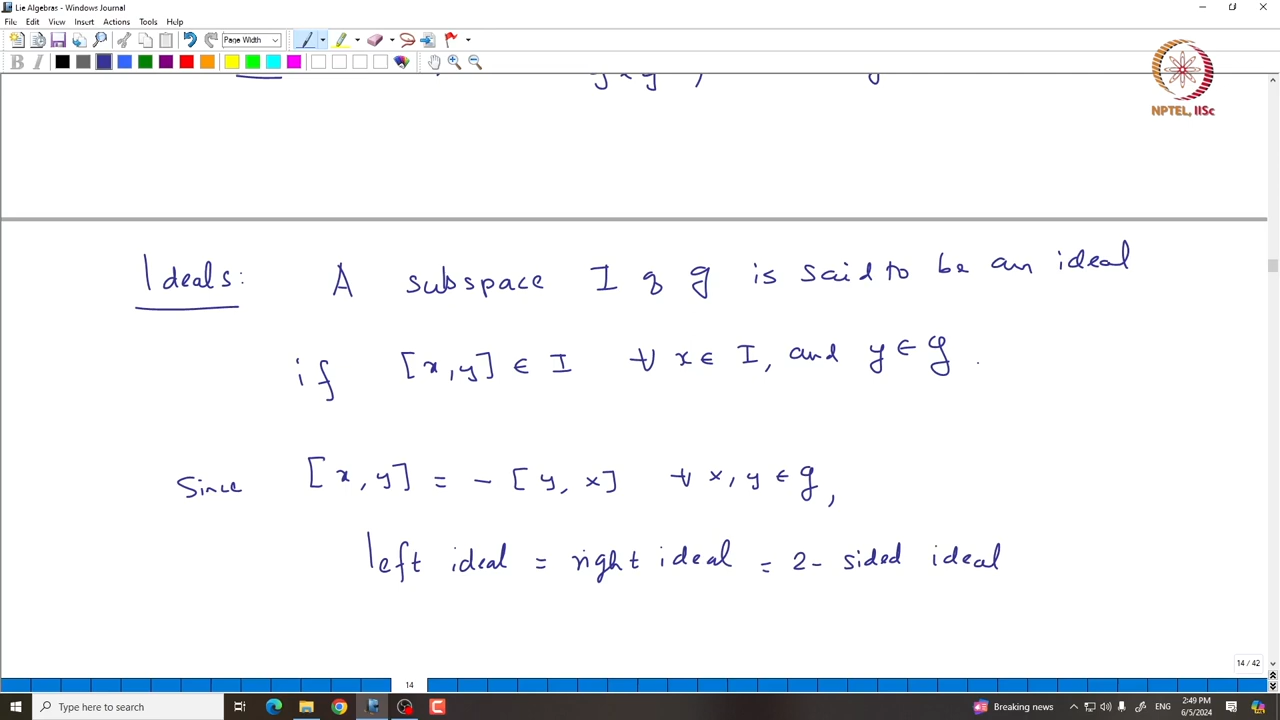 Lie Algebras - Windows Journal
File Edit View Insert Actions Tools Help
Page Width
B I
NPTEL, IISc
Ideals: A subspace I of g is said to be an ideal
if [x,y] ∈ I ∀ x ∈ I, and y ∈ g.
Since [x,y] = - [y,x] ∀ x,y ∈ g,
left ideal = right ideal = 2-sided ideal
14 / 42
14
Type here to search
Breaking news
ENG
2:49 PM
6/5/2024